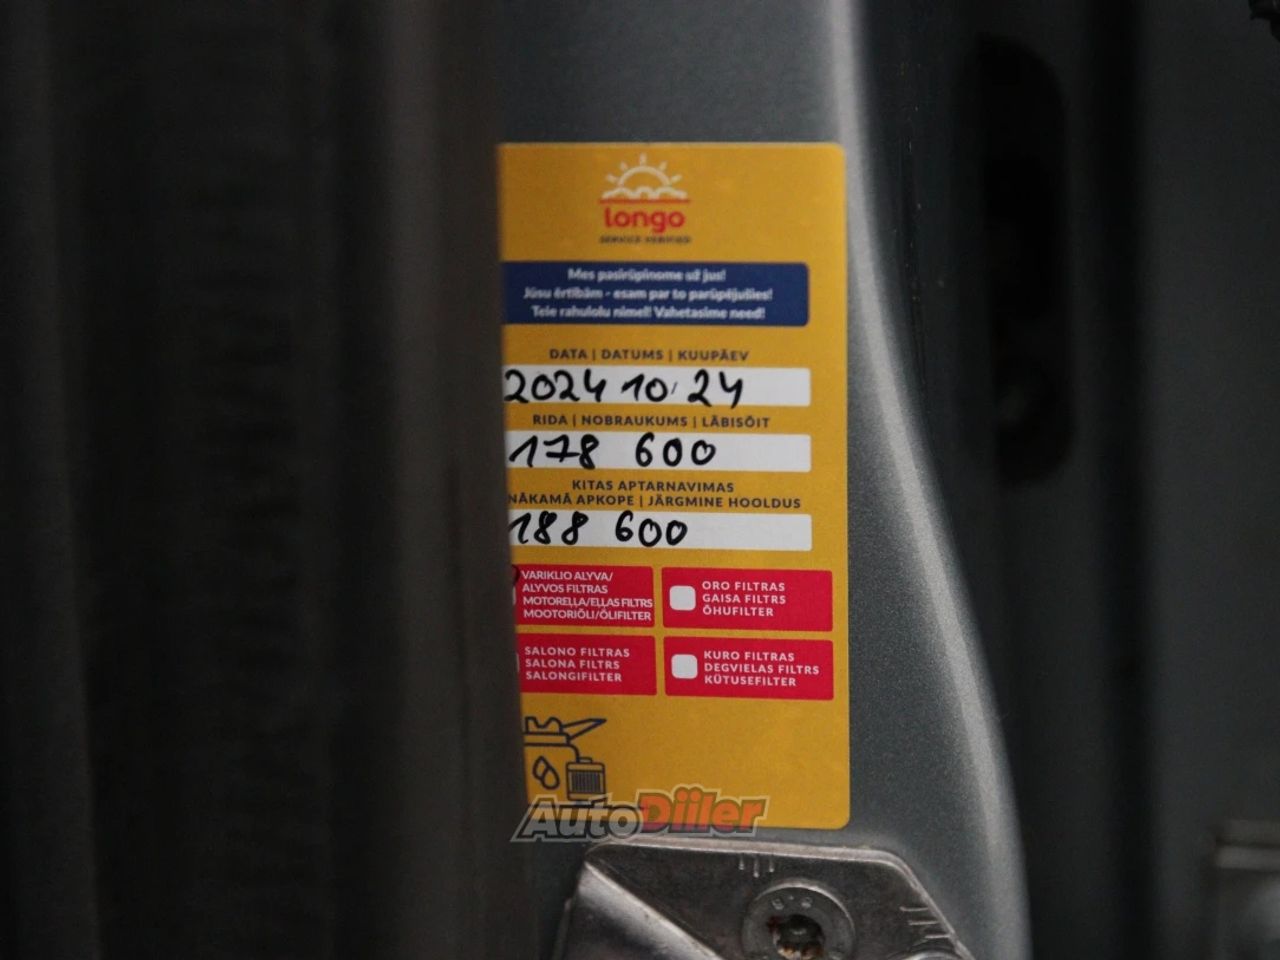 longo
SERVICE VERIFIED
Mes pasirūpinome už jus!
Jūsu ērtībām - esam par to parūpējušies!
Teie rahulolu nimel! Vahetasime need!
DATA | DATUMS | KUUPÄEV
2024 10 24
RIDA | NOBRAUKUMS | LÄBISÕIT
178 600
KITAS APTARNAVIMAS
NĀKAMĀ APKOPE | JÄRGMINE HOOLDUS
188 600
VARIKLIO ALYVA/
ALYVOS FILTRAS
MOTOREĻĻA/EĻĻAS FILTRS
MOOTORIÕLI/ÕLIFILTER
ORO FILTRAS
GAISA FILTRS
ÕHUFILTER
SALONO FILTRAS
SALONA FILTRS
SALONGIFILTER
KURO FILTRAS
DEGVIELAS FILTRS
KÜTUSEFILTER
AutoDiiler